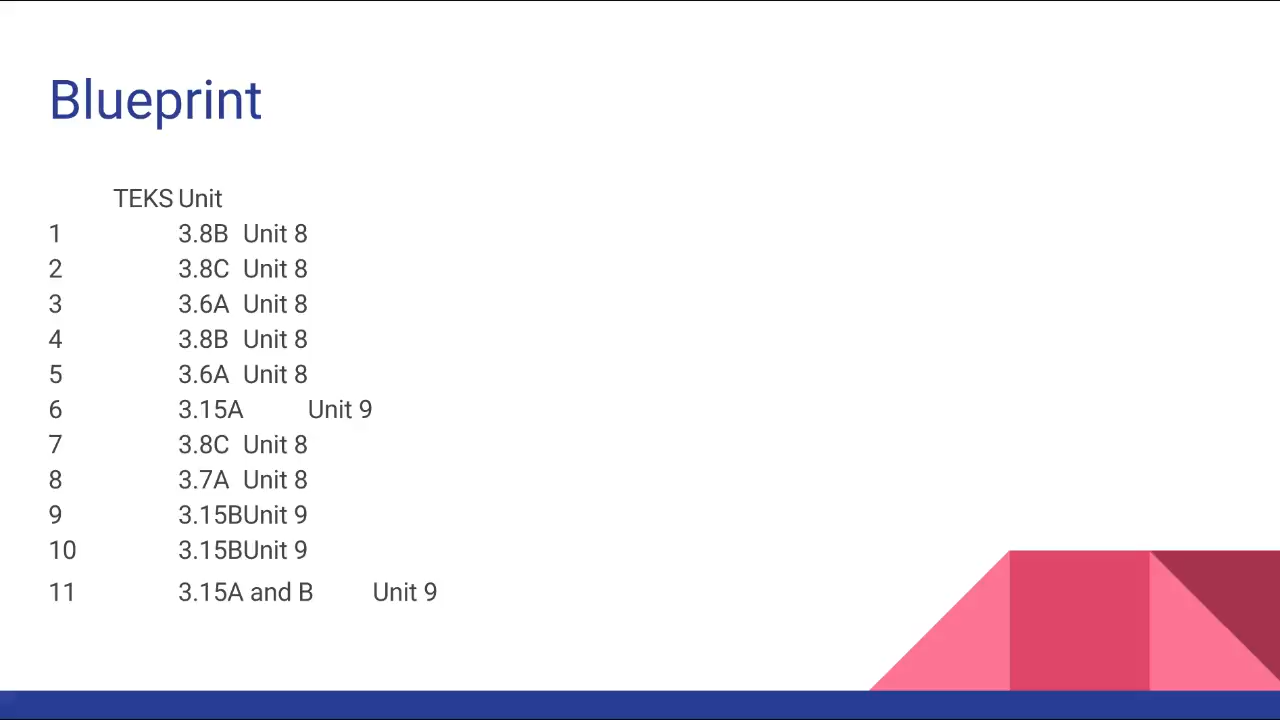 Blueprint
TEKS Unit
1 3.8B Unit 8
2 3.8C Unit 8
3 3.6A Unit 8
4 3.8B Unit 8
5 3.6A Unit 8
6 3.15A Unit 9
7 3.8C Unit 8
8 3.7A Unit 8
9 3.15BUnit 9
10 3.15BUnit 9
11 3.15A and B Unit 9